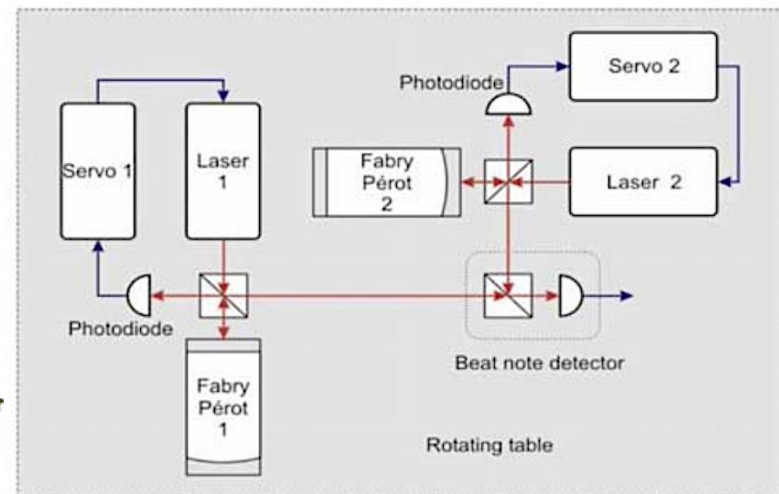 Photodiode
Servo 2
Servo 1
Laser
1
Fabry
Pérot
2
Laser 2
Photodiode
Beat note detector
Fabry
Pérot
1
Rotating table